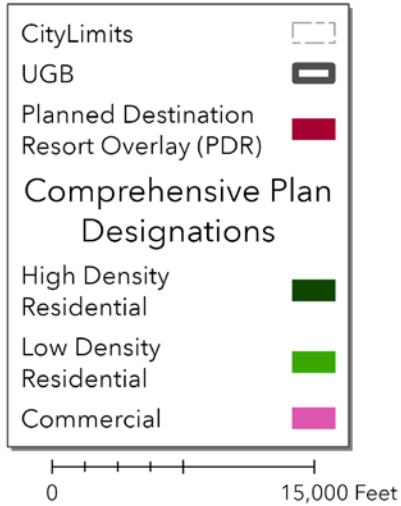 CityLimits
UGB
Planned Destination
Resort Overlay (PDR)
Comprehensive Plan
Designations
High Density
Residential
Low Density
Residential
Commercial
0 15,000 Feet